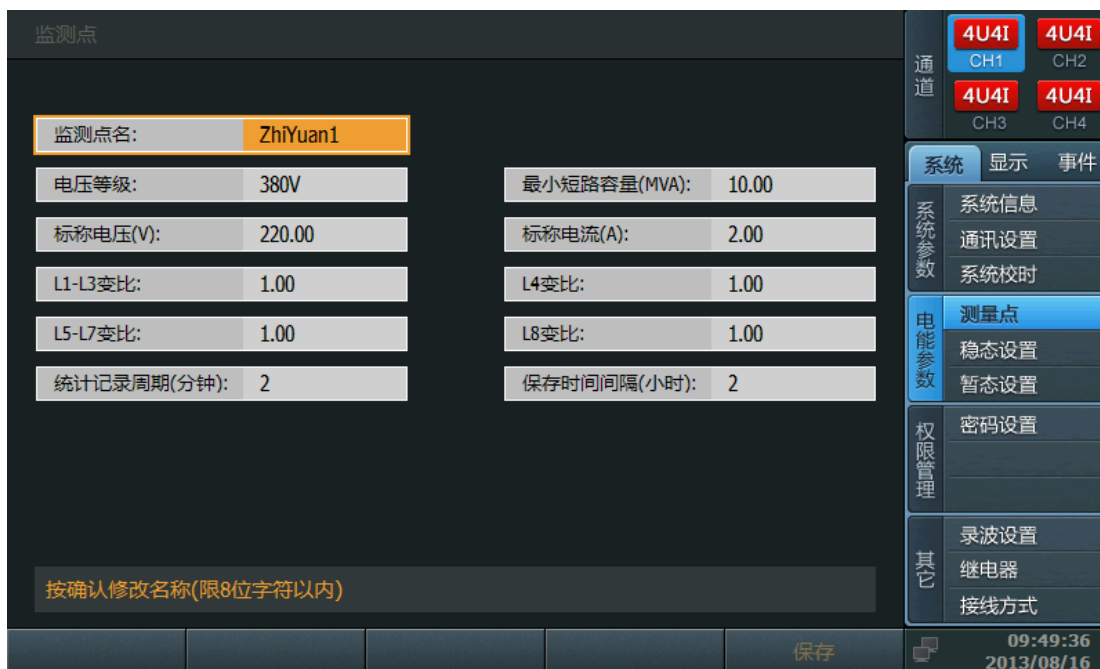 监测点
监测点名: ZhiYuan1
电压等级: 380V 最小短路容量(MVA): 10.00
标称电压(V): 220.00 标称电流(A): 2.00
L1-L3变比: 1.00 L4变比: 1.00
L5-L7变比: 1.00 L8变比: 1.00
统计记录周期(分钟): 2 保存时间间隔(小时): 2
按确认修改名称(限8位字符以内)
保存
通道
4U4I 4U4I
CH1 CH2
4U4I 4U4I
CH3 CH4
系统 显示 事件
系统参数
系统信息
通讯设置
系统校时
电能参数
测量点
稳态设置
暂态设置
权限管理
密码设置
其它
录波设置
继电器
接线方式
09:49:36
2013/08/16